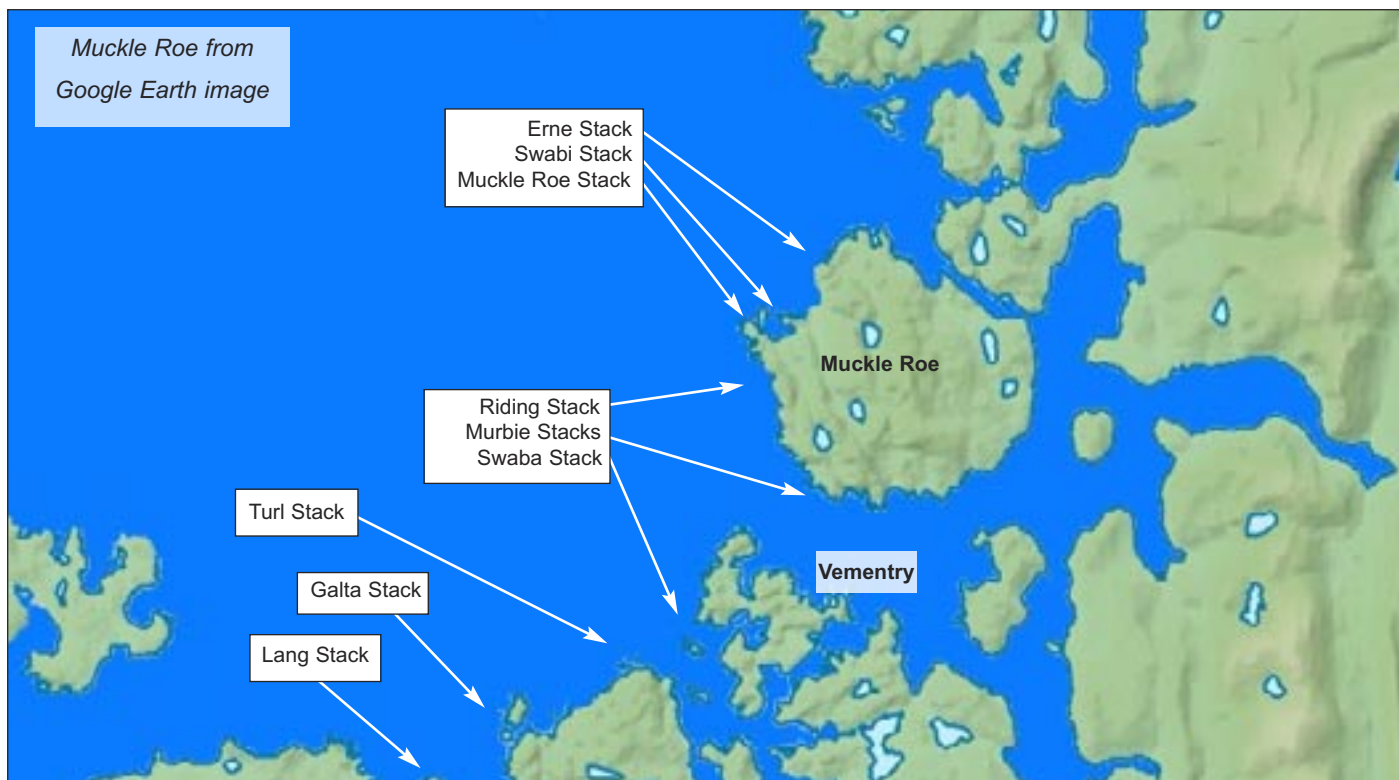 Muckle Roe from
Google Earth image
Erne Stack
Swabi Stack
Muckle Roe Stack
Muckle Roe
Riding Stack
Murbie Stacks
Swaba Stack
Turl Stack
Vementry
Galta Stack
Lang Stack